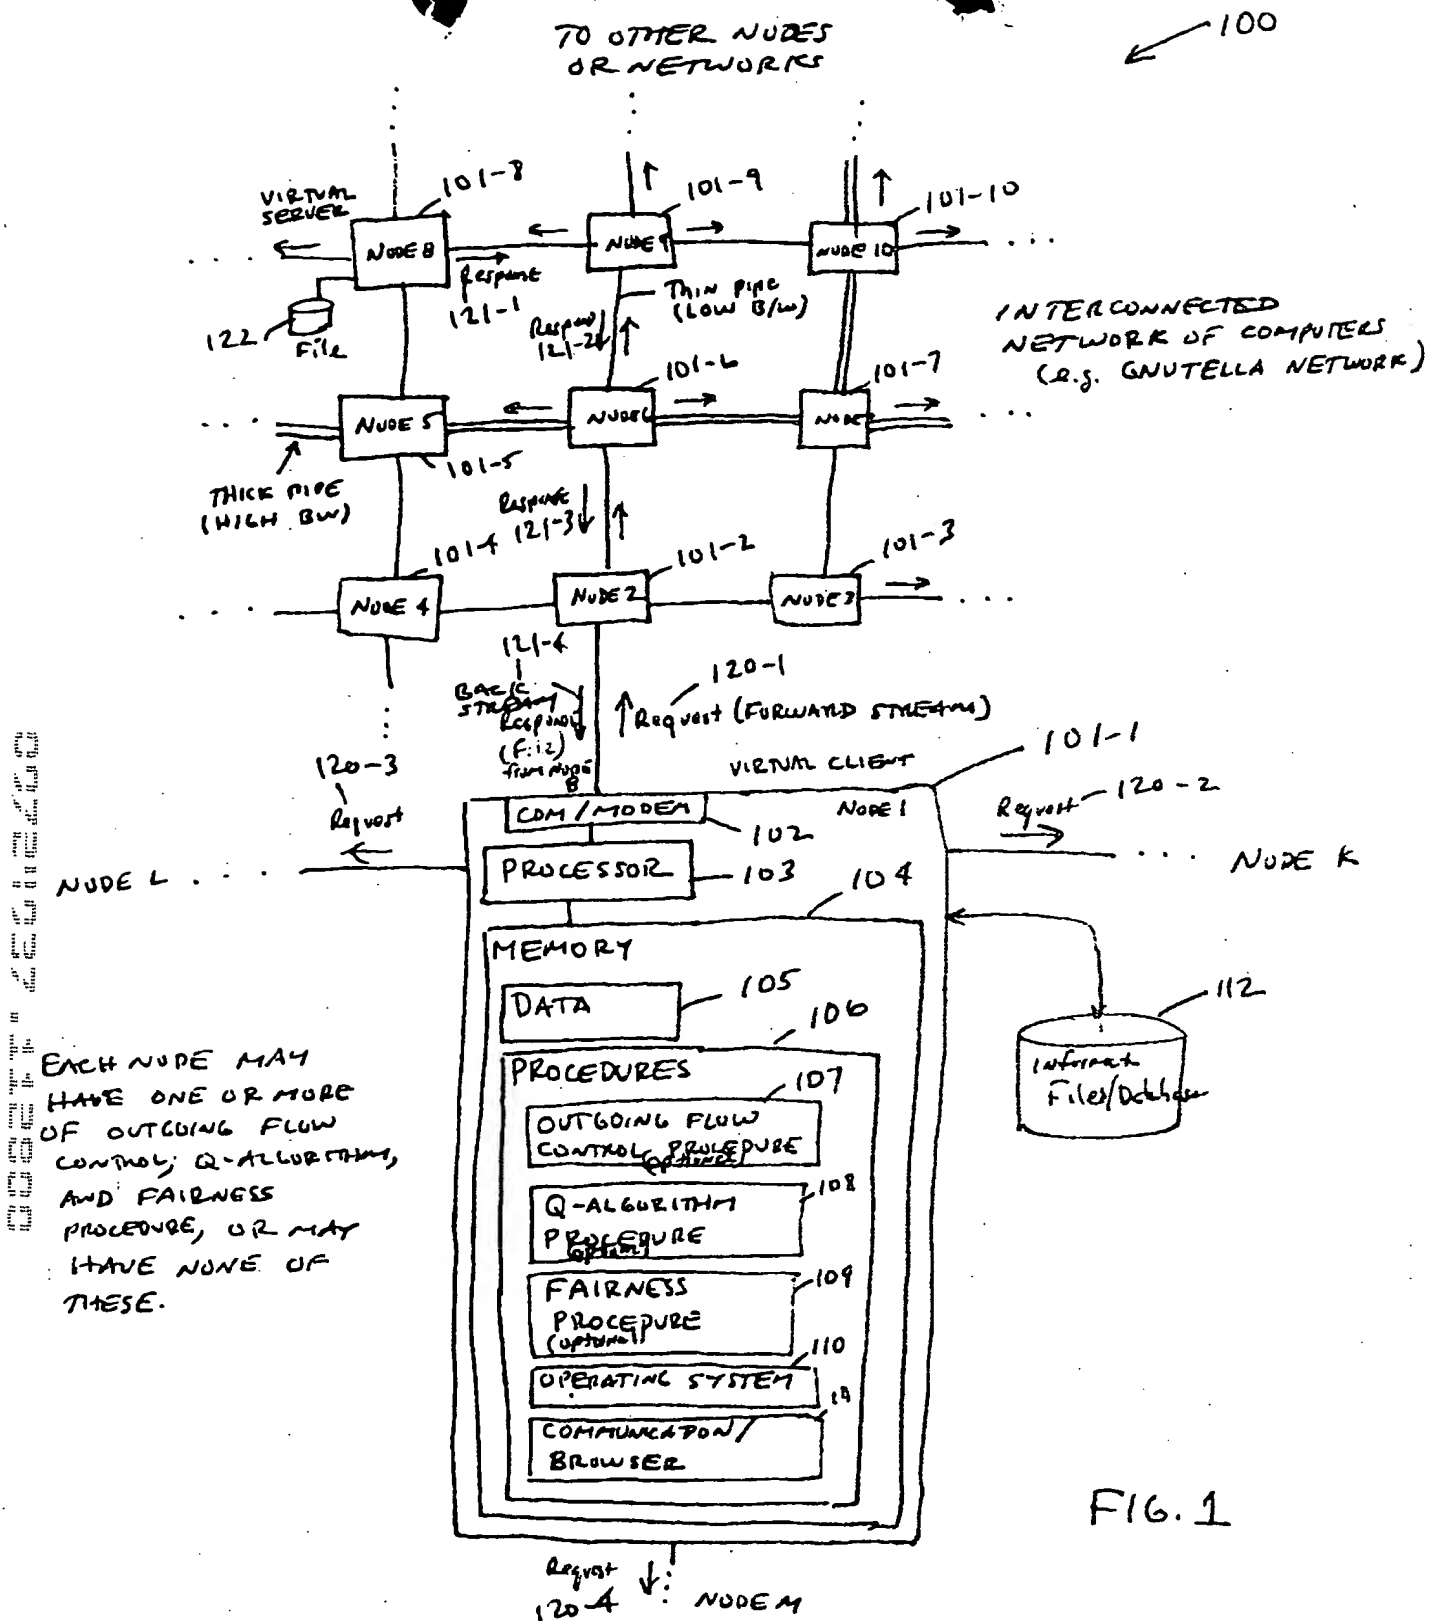 TO OTHER NODES
OR NETWORKS
100
VIRTUAL
SERVER
101-8
101-9
101-10
NODE 8
NODE 9
NODE 10
Response
121-1
THIN PIPE
(LOW B/W)
122
File
Respons
121-2
INTERCONNECTED
NETWORK OF COMPUTERS
(e.g. GNUTELLA NETWORK)
101-6
101-7
NODE 5
NODE 6
NODE
101-5
THICK PIPE
(HIGH BW)
Response
121-3
101-4
101-2
101-3
NODE 4
NODE 2
NODE 3
121-4
BACK
STREAM
Response
(File)
from NODE
8
120-1
Request (FORWARD STREAM)
120-3
Request
VIRTUAL CLIENT
101-1
NODE 1
COM/MODEM
102
Request
120-2
PROCESSOR
103
104
NODE L
NODE K
MEMORY
DATA
105
106
112
Files/Database
PROCEDURES
107
OUTGOING FLOW
CONTROL PROCEDURE
(OPTIONAL)
EACH NODE MAY
HAVE ONE OR MORE
OF OUTGOING FLOW
CONTROL, Q-ALGORITHM,
AND FAIRNESS
PROCEDURE, OR MAY
HAVE NONE OF
THESE.
108
Q-ALGORITHM
PROCEDURE
(optional)
109
FAIRNESS
PROCEDURE
(optional)
110
OPERATING SYSTEM
COMMUNICATION/
BROWSER
FIG. 1
Request
120-4
NODE M